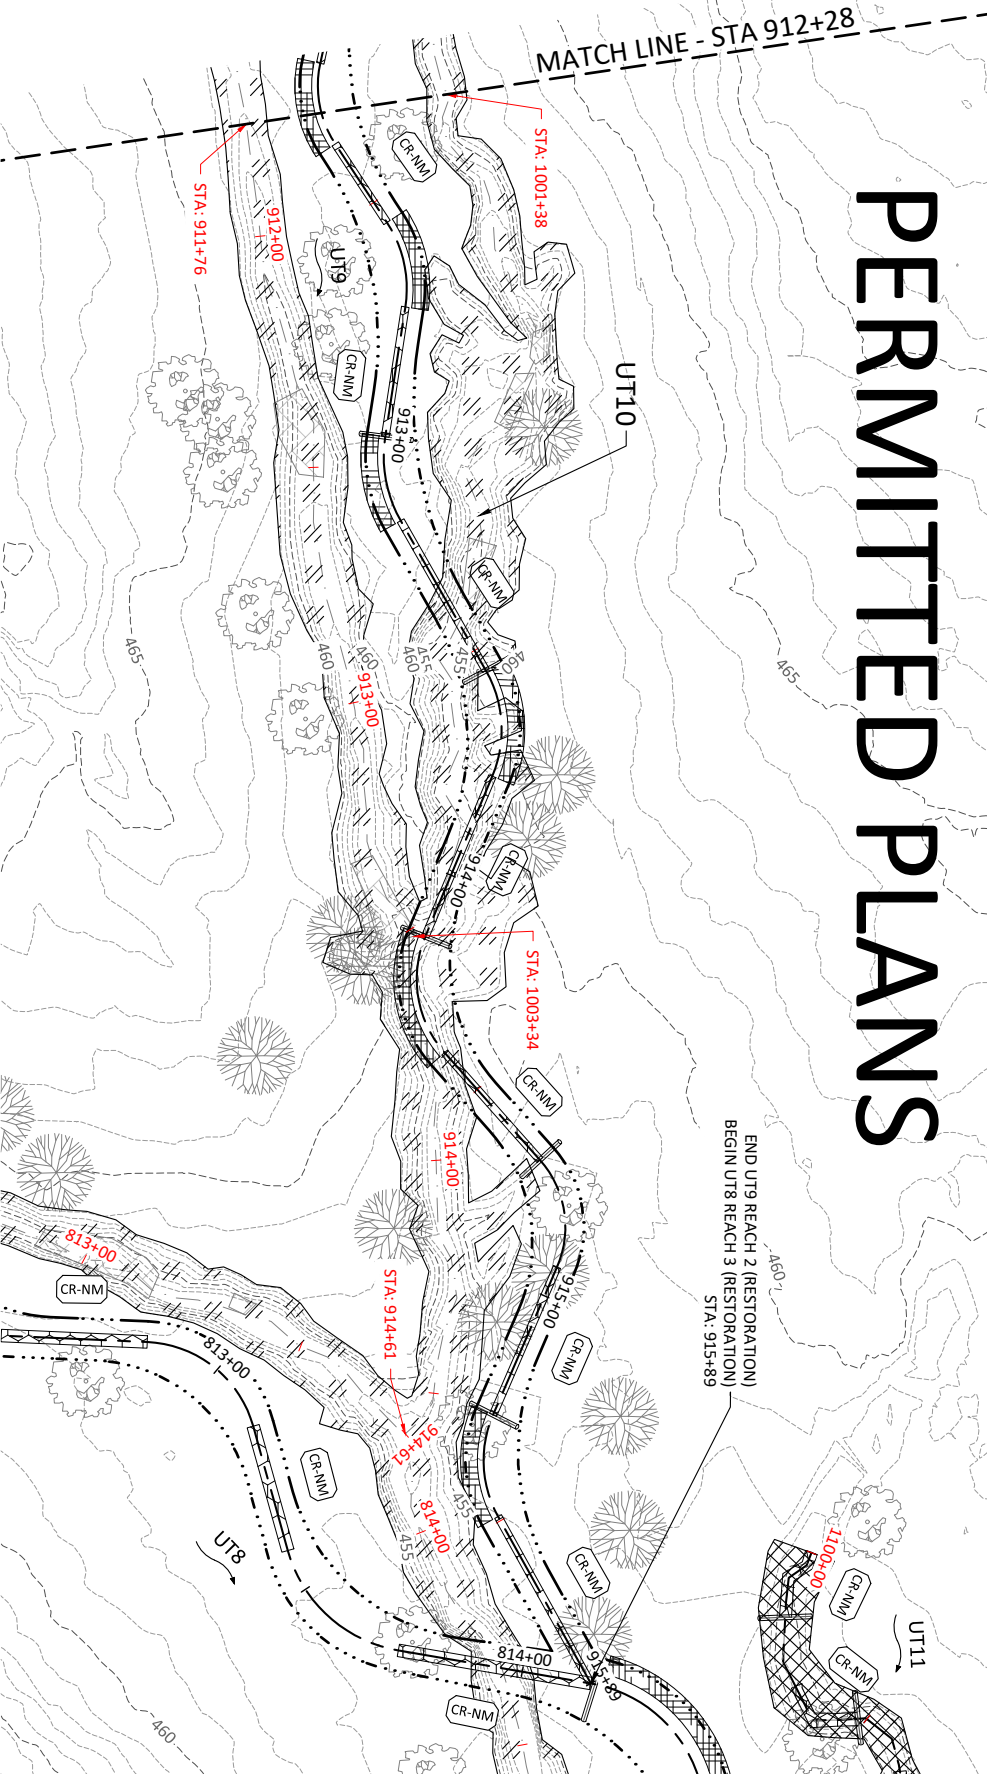 MATCH LINE - STA 912+28
PERMITTED PLANS
STA: 1001+38
STA: 911+76
CR-NM
912+00
UT9
CR-NM
UT10
913+00
CR-NM
465
465
460
460
913+00
460
455
455
460
CR-NM
914+00
STA: 1003+34
CR-NM
914+00
END UT9 REACH 2 (RESTORATION)
BEGIN UT8 REACH 3 (RESTORATION)
STA: 915+89
460
813+00
CR-NM
813+00
STA: 914+61
915+00
CR-NM
914+61
CR-NM
455
814+00
455
UT8
CR-NM
1100+00
CR-NM
UT11
CR-NM
814+00
915+89
CR-NM
460